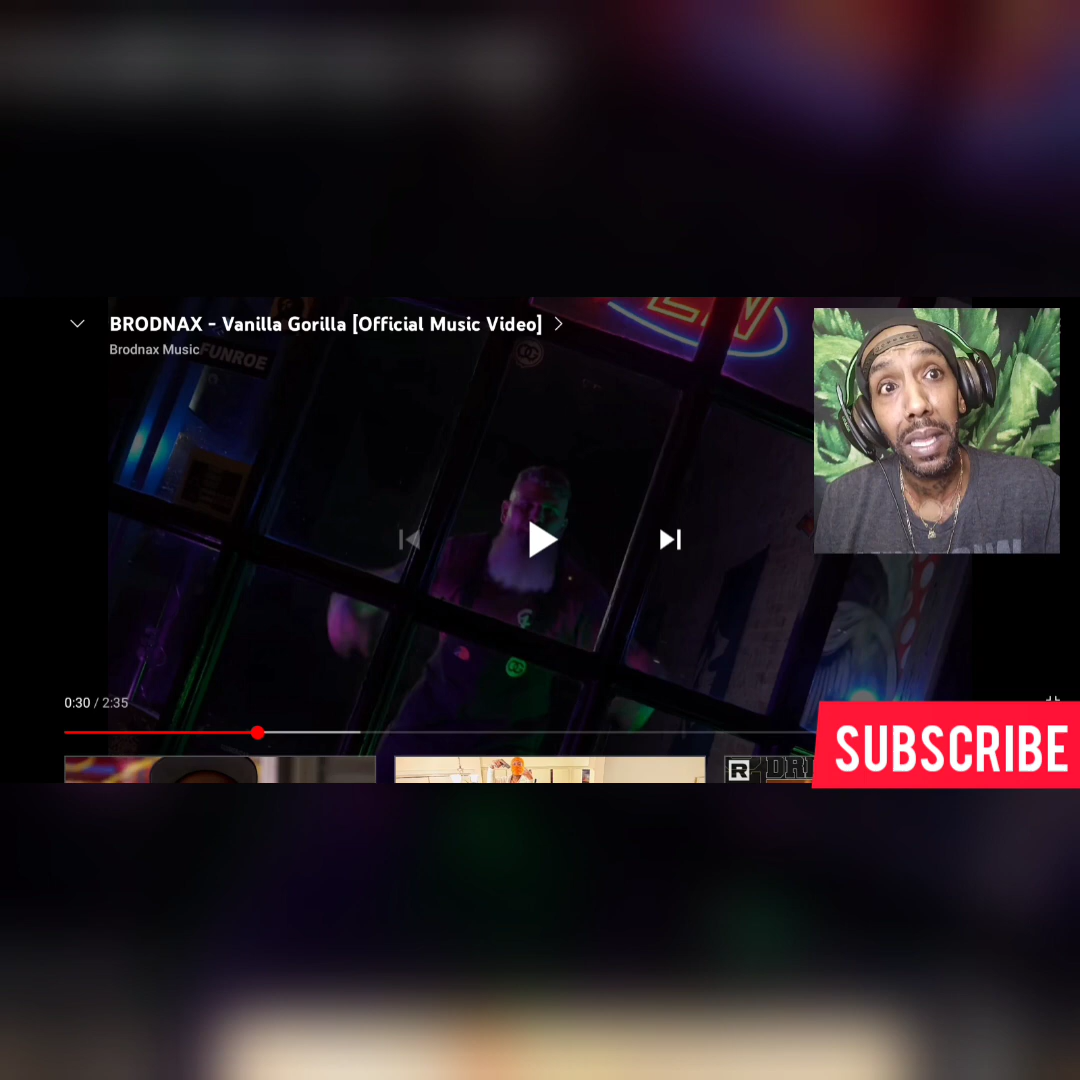 BRODNAX - Vanilla Gorilla [Official Music Video]
Brodnax Music
FUNROE
0:30 / 2:35
SUBSCRIBE
R